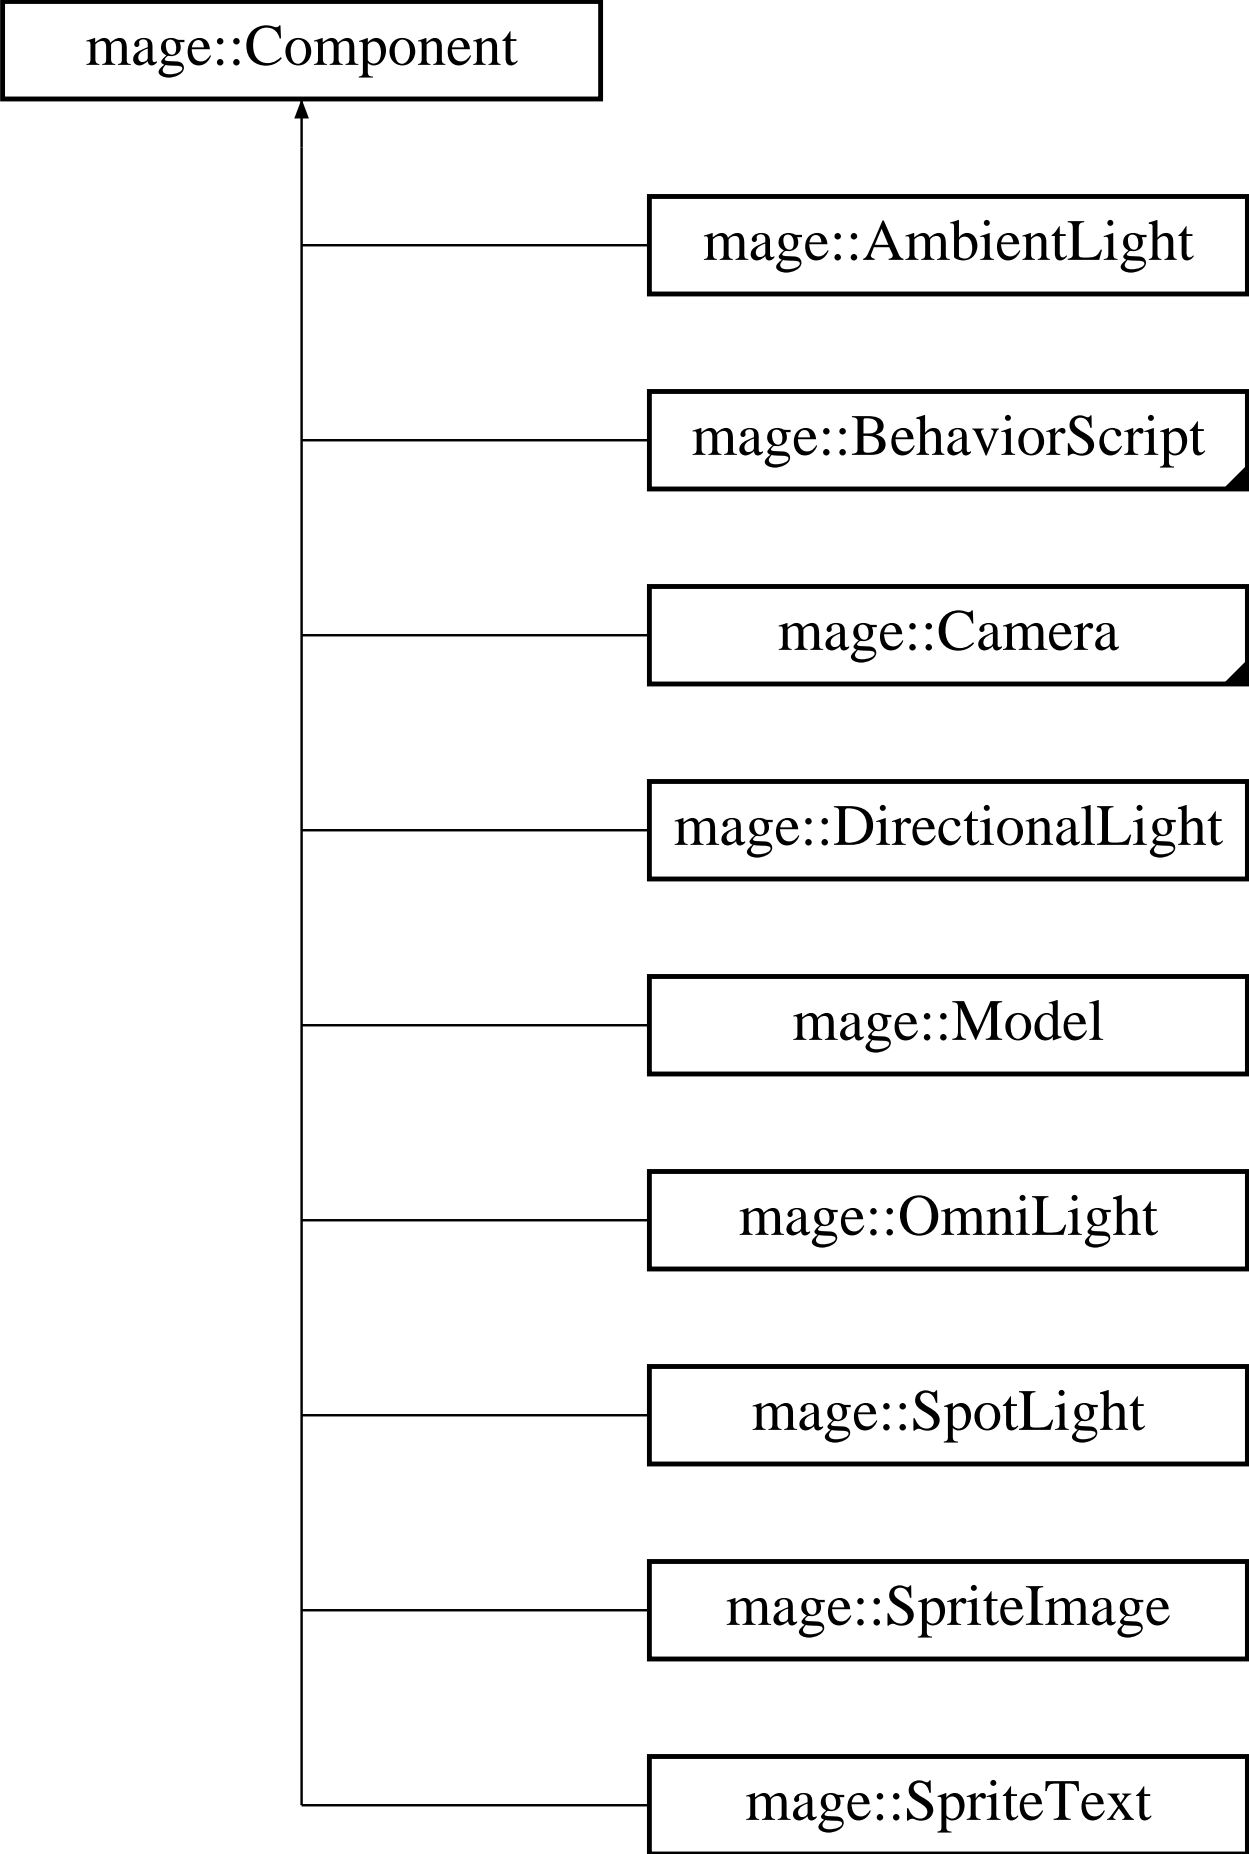 mage::Component
mage::AmbientLight
mage::BehaviorScript
mage::Camera
mage::DirectionalLight
mage::Model
mage::OmniLight
mage::SpotLight
mage::SpriteImage
mage::SpriteText